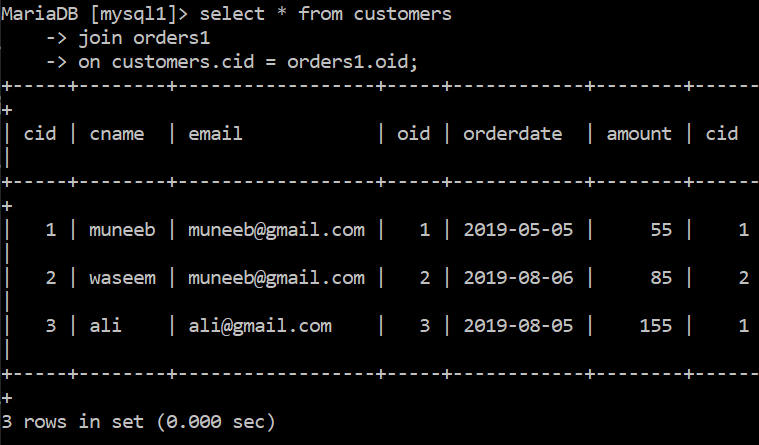 MariaDB [mysql1]> select * from customers
    -> join orders1
    -> on customers.cid = orders1.oid;
+-----+--------+------------------+-----+------------+--------+------
+
| cid | cname  | email            | oid | orderdate  | amount | cid
|
+-----+--------+------------------+-----+------------+--------+------
+
|   1 | muneeb | muneeb@gmail.com |   1 | 2019-05-05 |     55 |    1
|
|   2 | waseem | muneeb@gmail.com |   2 | 2019-08-06 |     85 |    2
|
|   3 | ali    | ali@gmail.com    |   3 | 2019-08-05 |    155 |    1
|
+-----+--------+------------------+-----+------------+--------+------
+
3 rows in set (0.000 sec)